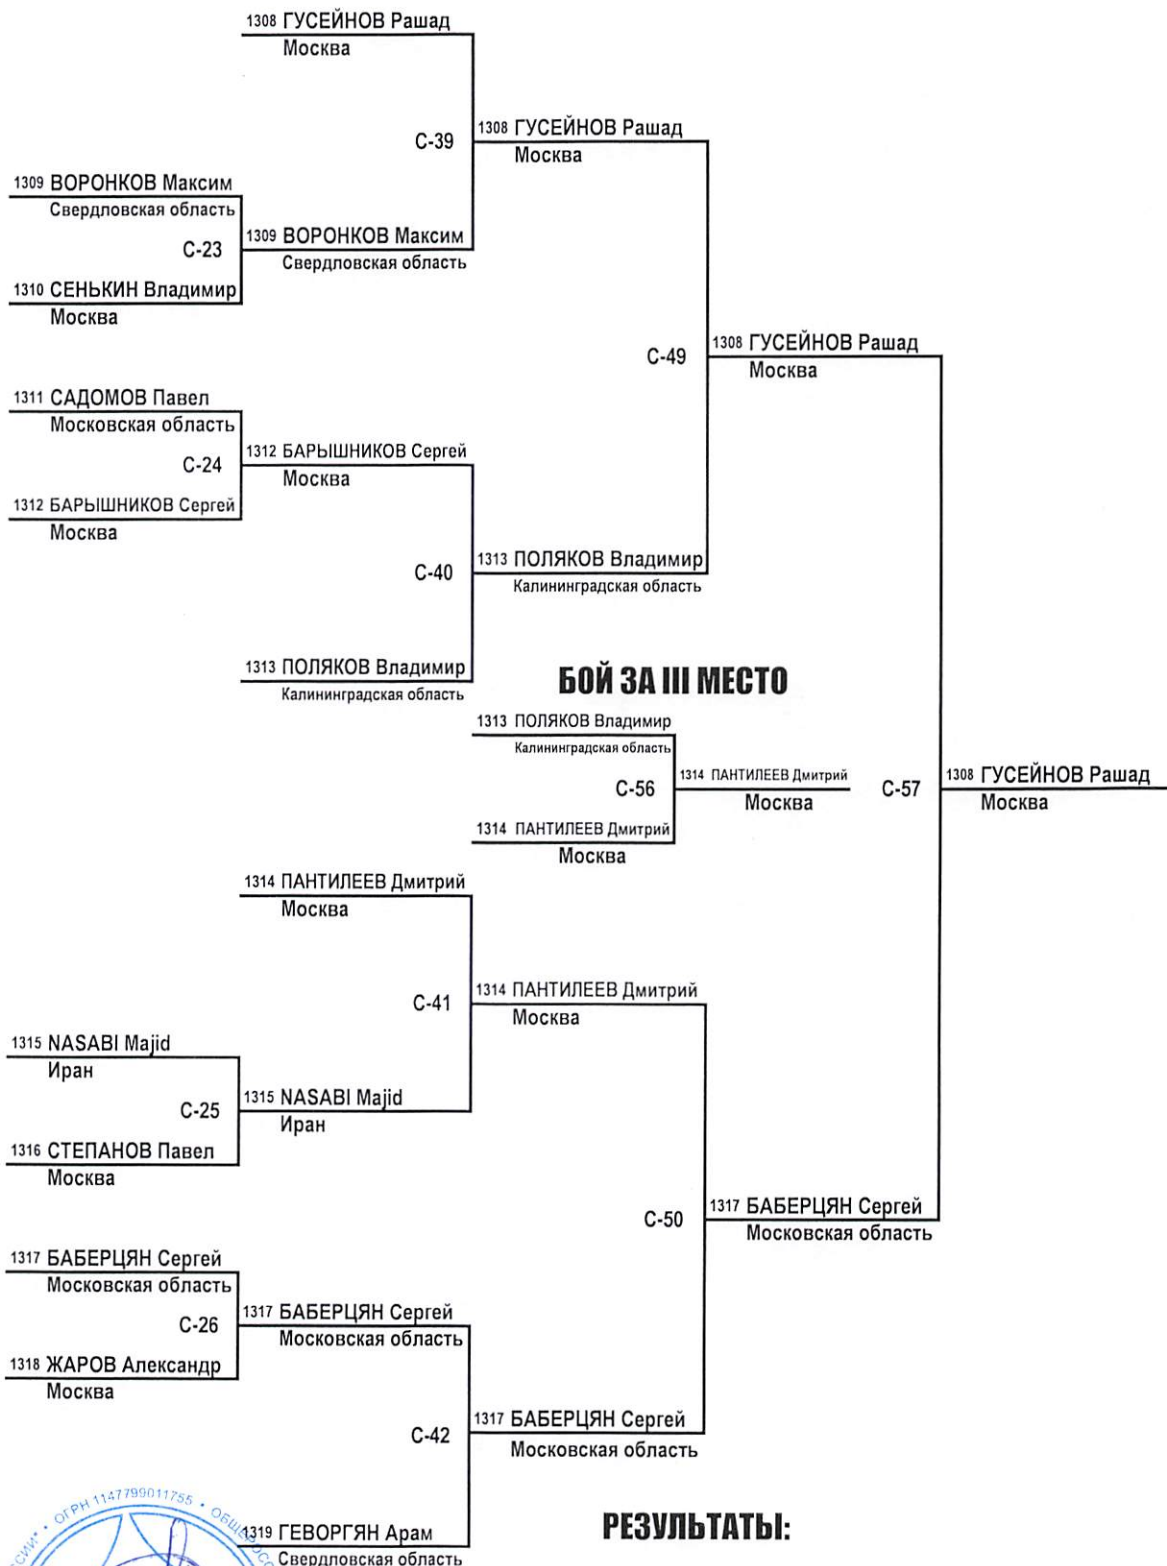 1308 ГУСЕЙНОВ Рашад
Москва
С-39
1308 ГУСЕЙНОВ Рашад
Москва
1309 ВОРОНКОВ Максим
Свердловская область
С-23
1309 ВОРОНКОВ Максим
Свердловская область
1310 СЕНЬКИН Владимир
Москва
С-49
1308 ГУСЕЙНОВ Рашад
Москва
1311 САДОМОВ Павел
Московская область
С-24
1312 БАРЫШНИКОВ Сергей
Москва
1312 БАРЫШНИКОВ Сергей
Москва
С-40
1313 ПОЛЯКОВ Владимир
Калининградская область
1313 ПОЛЯКОВ Владимир
Калининградская область
БОЙ ЗА III МЕСТО
1313 ПОЛЯКОВ Владимир
Калининградская область
С-56
1314 ПАНТИЛЕЕВ Дмитрий
Москва
С-57
1308 ГУСЕЙНОВ Рашад
Москва
1314 ПАНТИЛЕЕВ Дмитрий
Москва
1314 ПАНТИЛЕЕВ Дмитрий
Москва
С-41
1314 ПАНТИЛЕЕВ Дмитрий
Москва
1315 NASABI Majid
Иран
С-25
1315 NASABI Majid
Иран
1316 СТЕПАНОВ Павел
Москва
С-50
1317 БАБЕРЦЯН Сергей
Московская область
1317 БАБЕРЦЯН Сергей
Московская область
С-26
1317 БАБЕРЦЯН Сергей
Московская область
1318 ЖАРОВ Александр
Москва
С-42
1317 БАБЕРЦЯН Сергей
Московская область
1319 ГЕВОРГЯН Арам
Свердловская область
РЕЗУЛЬТАТЫ:
ОГРН 1147799011755